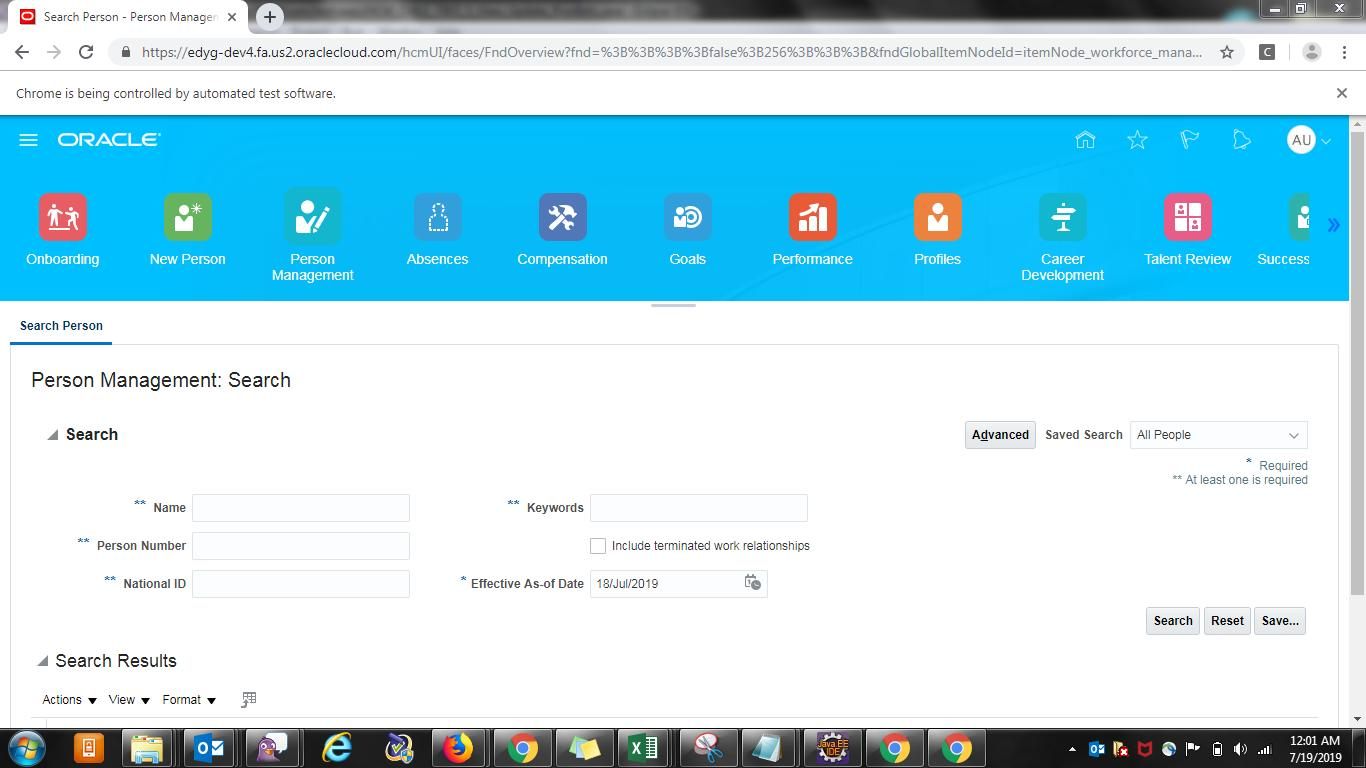 Search Person - Person Managem
https://edyg-dev4.fa.us2.oraclecloud.com/hcmUI/faces/FndOverview?fnd=%3B%3B%3B%3Bfalse%3B256%3B%3B%3B&fndGlobalItemNodeId=itemNode_workforce_mana...
C
Chrome is being controlled by automated test software.
ORACLE
AU
Onboarding
New Person
Person Management
Absences
Compensation
Goals
Performance
Profiles
Career Development
Talent Review
Success
Search Person
Person Management: Search
Search
Advanced
Saved Search
All People
* Required
** At least one is required
** Name
** Keywords
** Person Number
Include terminated work relationships
** National ID
* Effective As-of Date
18/Jul/2019
Search
Reset
Save...
Search Results
Actions
View
Format
Java EE
IDE
12:01 AM
7/19/2019